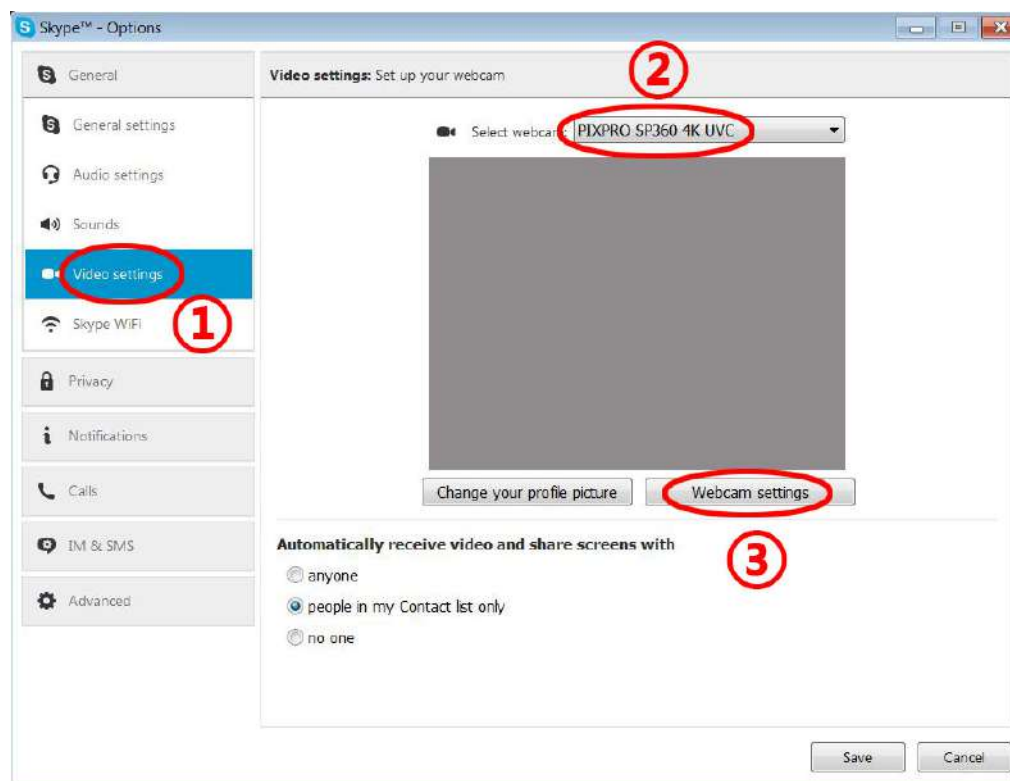 Skype™ - Options
General
General settings
Audio settings
Sounds
Video settings
Skype WiFi
Privacy
Notifications
Calls
IM & SMS
Advanced
Video settings: Set up your webcam
Select webcam: PIXPRO SP360 4K UVC
Change your profile picture
Webcam settings
Automatically receive video and share screens with
anyone
people in my Contact list only
no one
Save
Cancel
1
2
3